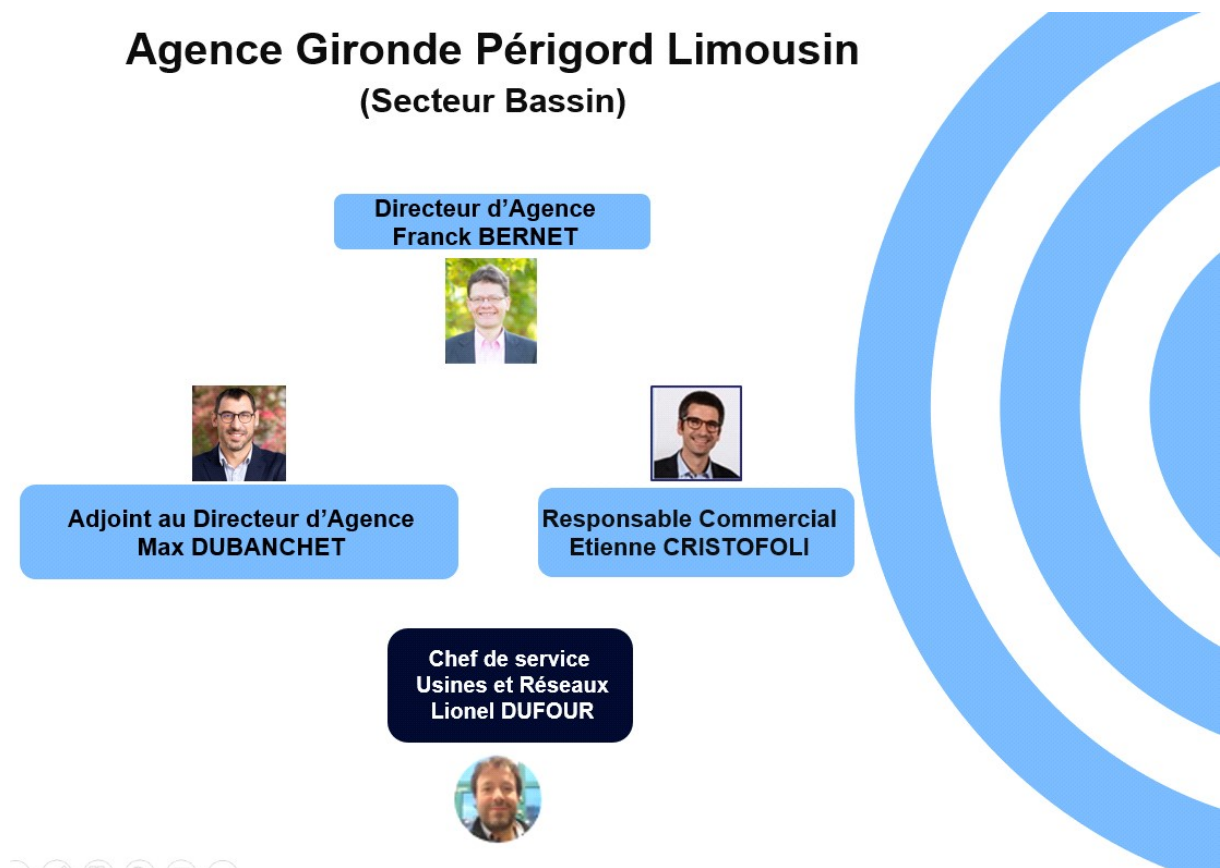 Agence Gironde Périgord Limousin
(Secteur Bassin)
Directeur d’Agence
Franck BERNET
Adjoint au Directeur d’Agence
Max DUBANCHET
Responsable Commercial
Etienne CRISTOFOLI
Chef de service
Usines et Réseaux
Lionel DUFOUR